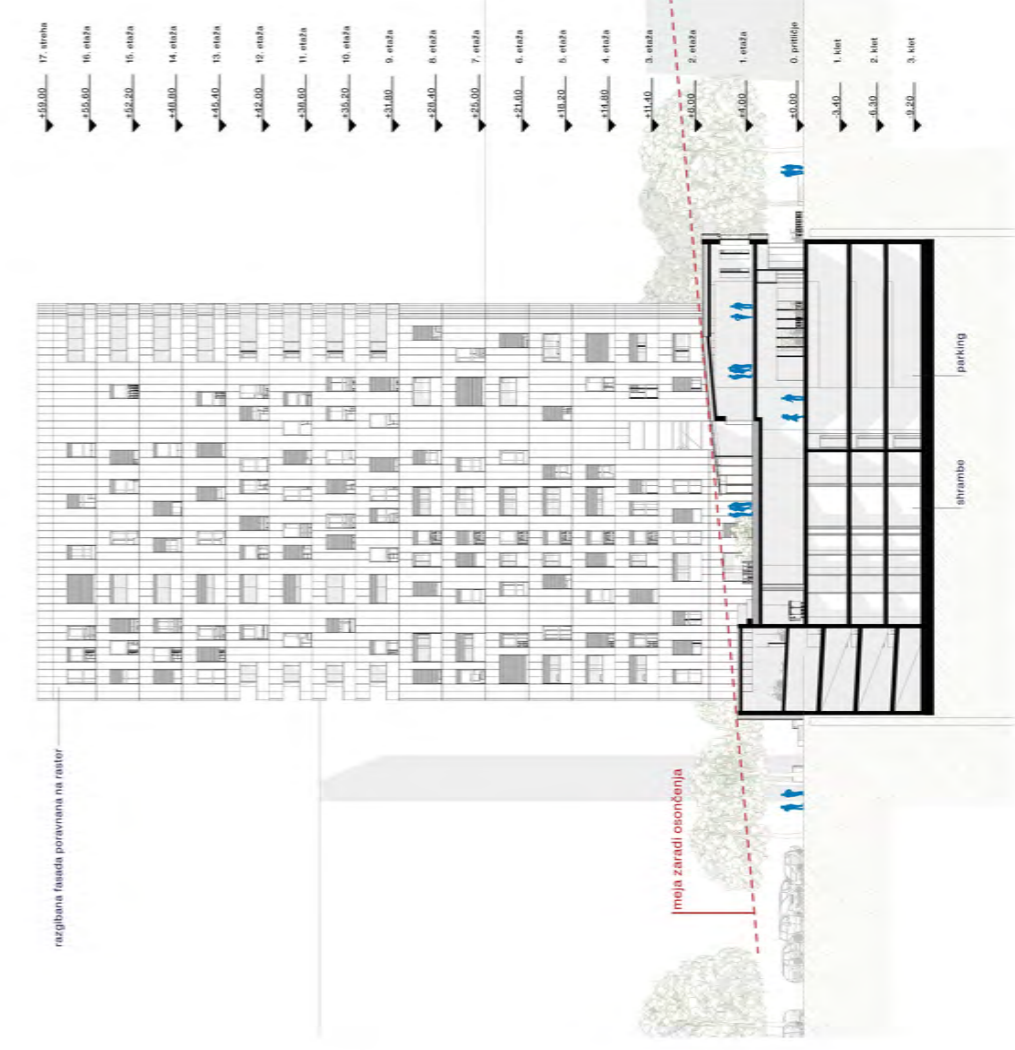 17. streha
+59.00
16. etaža
+55.60
15. etaža
+52.20
14. etaža
+48.80
13. etaža
+45.40
12. etaža
+42.00
11. etaža
+38.60
10. etaža
+35.20
9. etaža
+31.80
8. etaža
+28.40
7. etaža
+25.00
6. etaža
+21.60
5. etaža
+18.20
4. etaža
+14.80
3. etaža
+11.40
2. etaža
+8.00
1. etaža
+4.00
0. pritličje
±0.00
1. klet
-3.40
2. klet
-6.30
3. klet
-9.20
parking
shrambe
razgibana fasada poravnana na raster
meja zaradi osončenja